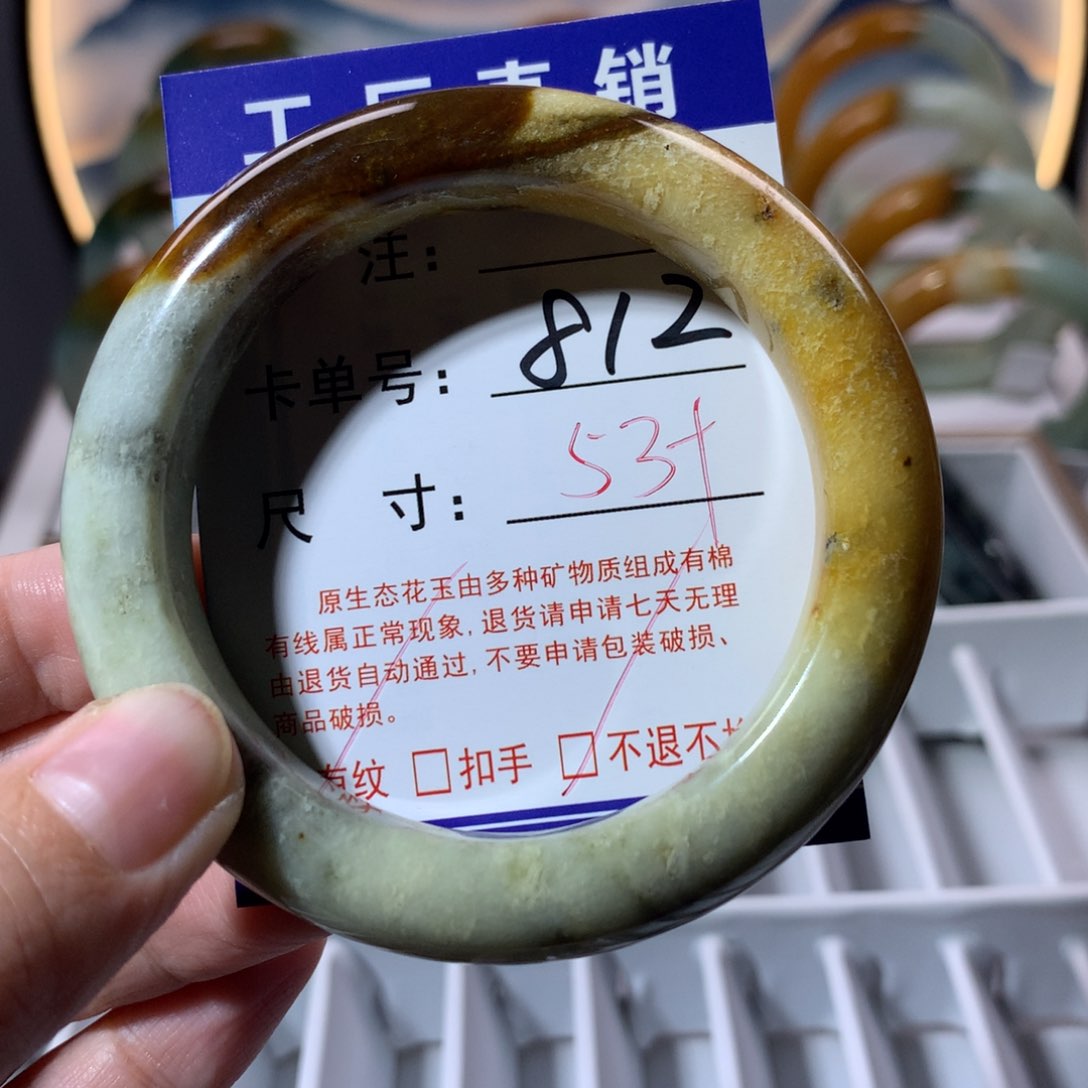 工厂直销
注：
卡单号： 812
尺 寸： 53+
原生态花玉由多种矿物质组成有棉
有线属正常现象，退货请申请七天无理
由退货自动通过，不要申请包装破损、
商品破损。
有纹 □扣手 □不退不